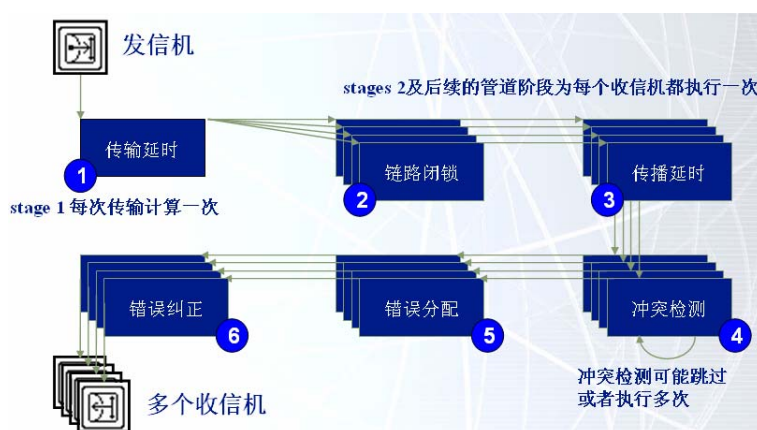 发信机
stages 2及后续的管道阶段为每个收信机都执行一次
传输延时
链路闭锁
传播延时
1
2
3
stage 1 每次传输计算一次
错误纠正
错误分配
冲突检测
6
5
4
多个收信机
冲突检测可能跳过
或者执行多次